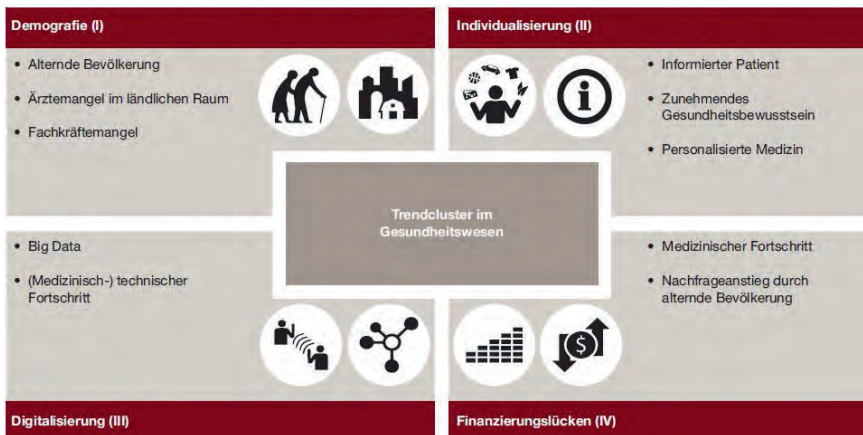 Demografie (I)
• Alternde Bevölkerung
• Ärztemangel im ländlichen Raum
• Fachkräftemangel
Individualisierung (II)
• Informierter Patient
• Zunehmendes
Gesundheitsbewusstsein
• Personalisierte Medizin
Trendcluster im
Gesundheitswesen
• Big Data
• (Medizinisch-) technischer
Fortschritt
Digitalisierung (III)
• Medizinischer Fortschritt
• Nachfrageanstieg durch
alternde Bevölkerung
$
Finanzierungslücken (IV)